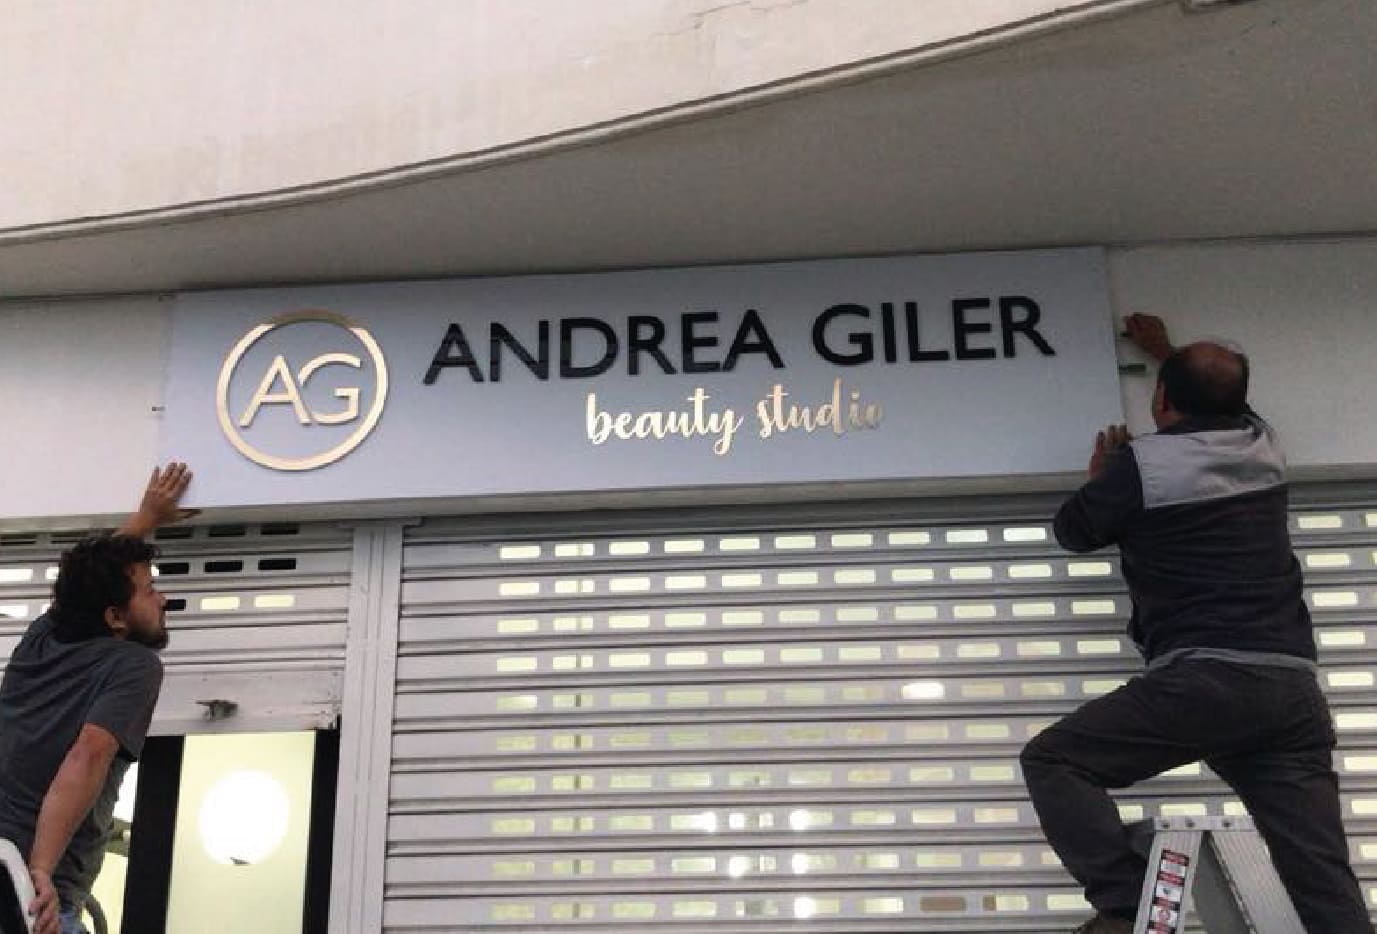 AG
ANDREA GILER
beauty studio